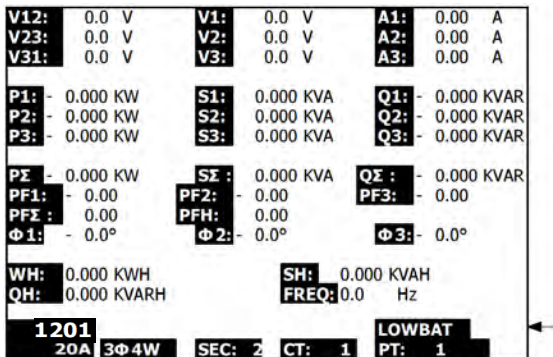 V12: 0.0 V V1: 0.0 V A1: 0.00 A
V23: 0.0 V V2: 0.0 V A2: 0.00 A
V31: 0.0 V V3: 0.0 V A3: 0.00 A
P1: - 0.000 KW S1: 0.000 KVA Q1: - 0.000 KVAR
P2: - 0.000 KW S2: 0.000 KVA Q2: - 0.000 KVAR
P3: - 0.000 KW S3: 0.000 KVA Q3: - 0.000 KVAR
PΣ - 0.000 KW SΣ : 0.000 KVA QΣ : - 0.000 KVAR
PF1: - 0.00 PF2: - 0.00 PF3: - 0.00
PFΣ : 0.00 PFH: 0.00
Φ1: - 0.0° Φ2: - 0.0° Φ3: - 0.0°
WH: 0.000 KWH SH: 0.000 KVAH
QH: 0.000 KVARH FREQ: 0.0 Hz
1201 LOWBAT
20A 3Φ4W SEC: 2 CT: 1 PT: 1